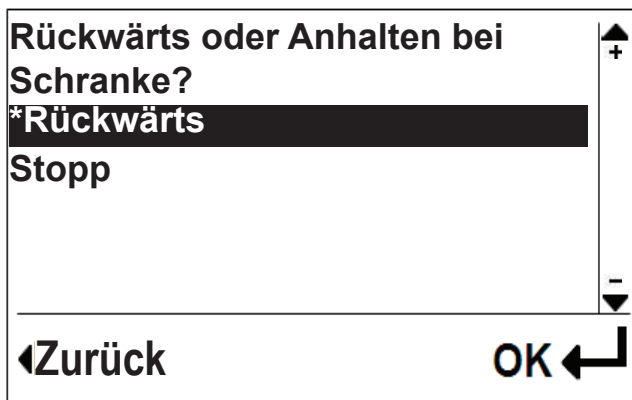 Rückwärts oder Anhalten bei
Schranke?
*Rückwärts
Stopp
+
-
Zurück
OK